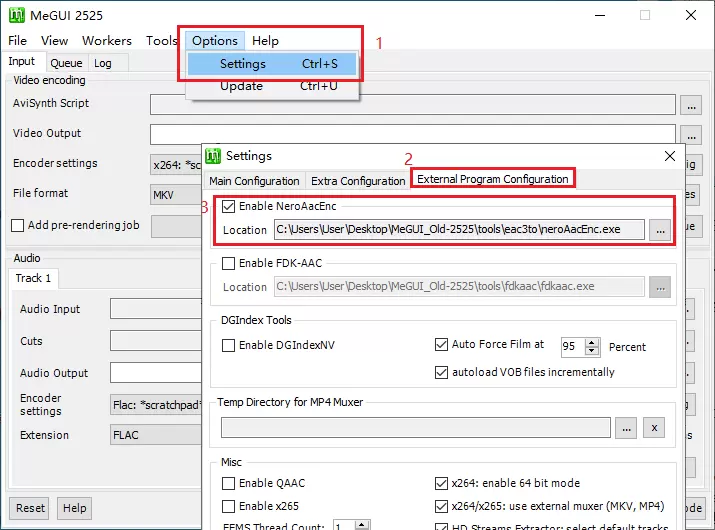 MeGUI 2525
File View Workers Tools Options Help
1
Input Queue Log
Settings Ctrl+S
Update Ctrl+U
Video encoding
AviSynth Script ...
Video Output ...
Encoder settings x264: *sc
File format MKV
Add pre-rendering job
Audio
Track 1
Audio Input
Cuts
Audio Output
Encoder settings Flac: *scratchpad*
Extension FLAC
Reset Help
Settings
2
Main Configuration Extra Configuration External Program Configuration
3
Enable NeroAacEnc
Location C:\Users\User\Desktop\MeGUI_Old-2525\tools\eac3to\neroAacEnc.exe ...
Enable FDK-AAC
Location C:\Users\User\Desktop\MeGUI_Old-2525\tools\fdkaac\fdkaac.exe ...
DGIndex Tools
Enable DGIndexNV Auto Force Film at 95 Percent
autoload VOB files incrementally
Temp Directory for MP4 Muxer
... x
Misc
Enable QAAC x264: enable 64 bit mode
Enable x265 x264/x265: use external muxer (MKV, MP4)
FFMS Thread Count: 1 HD Streams Extractor: select default tracks